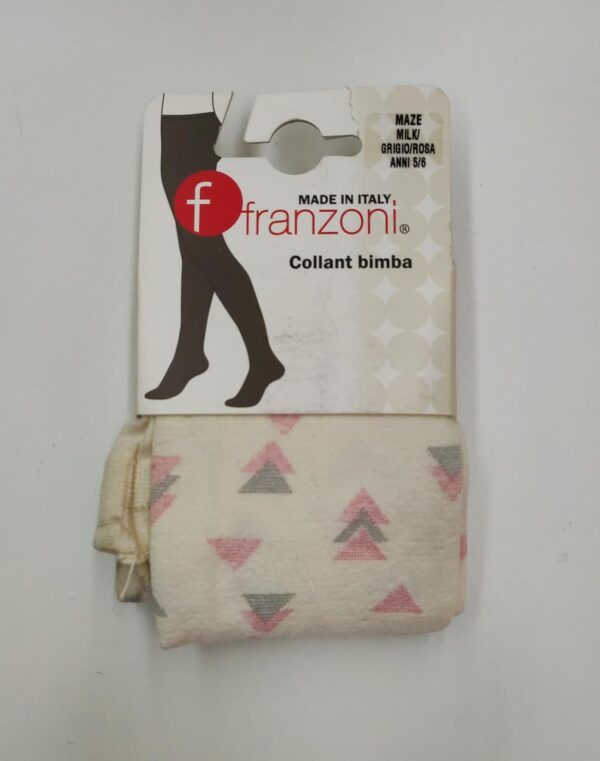 MAZE
MILK/
GRIGIO/ROSA
ANNI 5/6
MADE IN ITALY
f franzoni®
Collant bimba